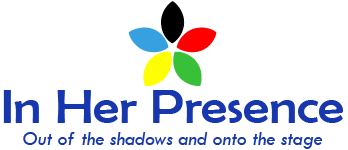 In Her Presence
Out of the shadows and onto the stage